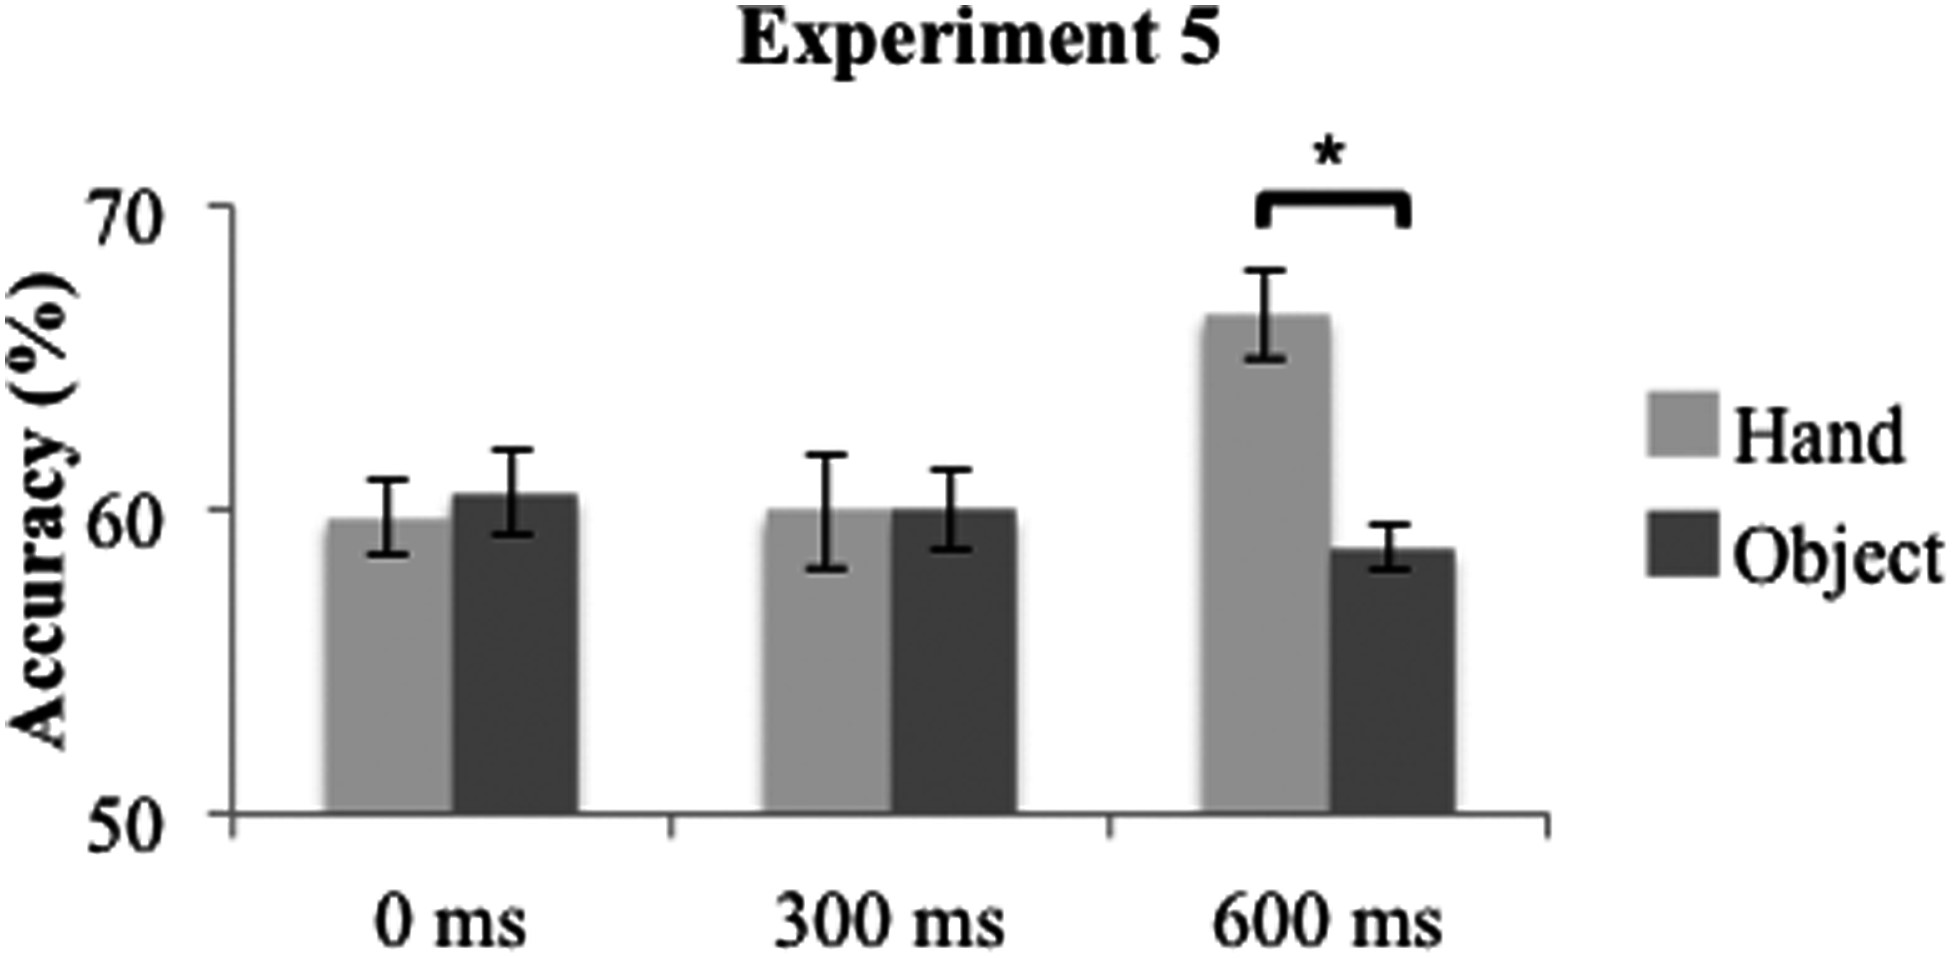 Experiment 5
*
70
60
50
Accuracy (%)
0 ms 300 ms 600 ms
Hand
Object